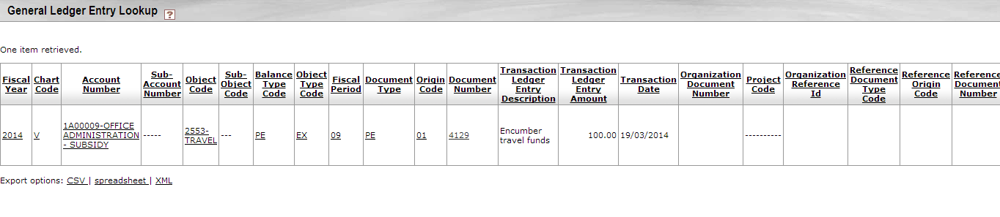 General Ledger Entry Lookup ?
One item retrieved.
Fiscal Year Chart Code Account Number Sub-Account Number Object Code Sub-Object Code Balance Type Code Object Type Code Fiscal Period Document Type Origin Code Document Number Transaction Ledger Entry Description Transaction Ledger Entry Amount Transaction Date Organization Document Number Project Code Organization Reference Id Reference Document Type Code Reference Origin Code Reference Document Number
2014 V 1A00009-OFFICE ADMINISTRATION - SUBSIDY ----- 2553-TRAVEL --- PE EX 09 PE 01 4129 Encumber travel funds 100.00 19/03/2014 ----------
Export options: CSV | spreadsheet | XML